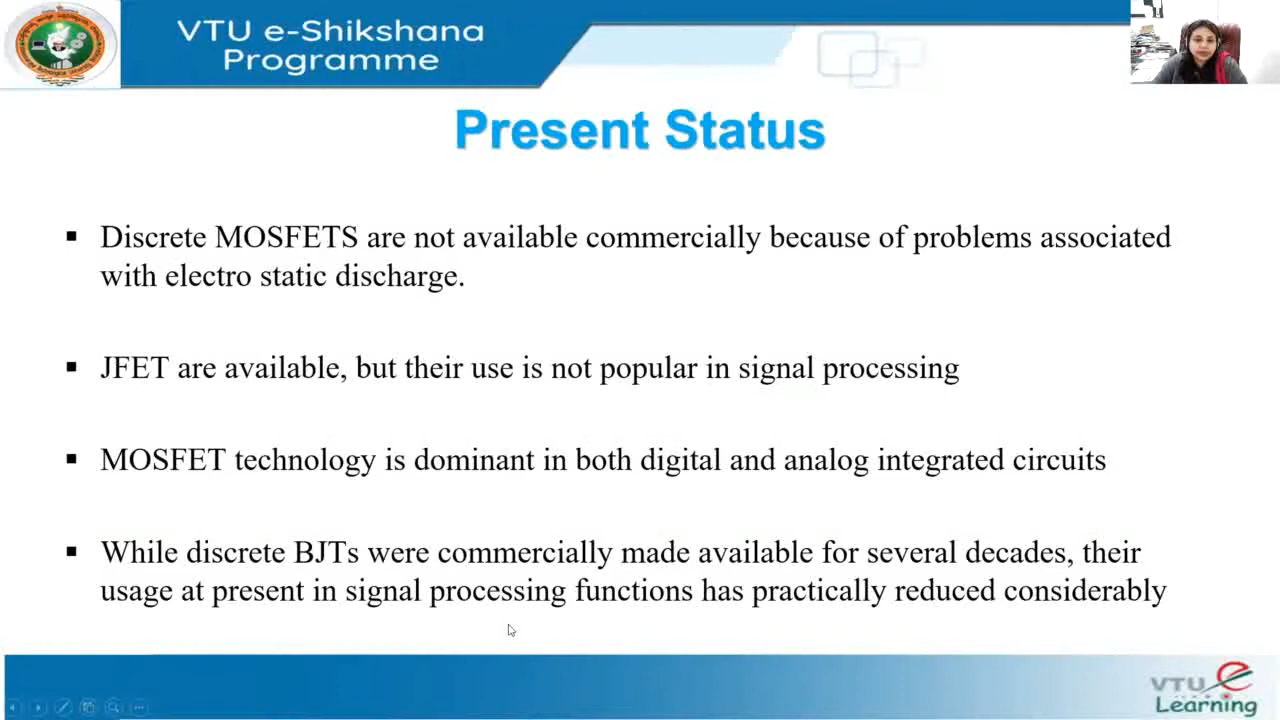 VTU e-Shikshana
Programme
Present Status
▪ Discrete MOSFETS are not available commercially because of problems associated
with electro static discharge.
▪ JFET are available, but their use is not popular in signal processing
▪ MOSFET technology is dominant in both digital and analog integrated circuits
▪ While discrete BJTs were commercially made available for several decades, their
usage at present in signal processing functions has practically reduced considerably
VTU e
Learning